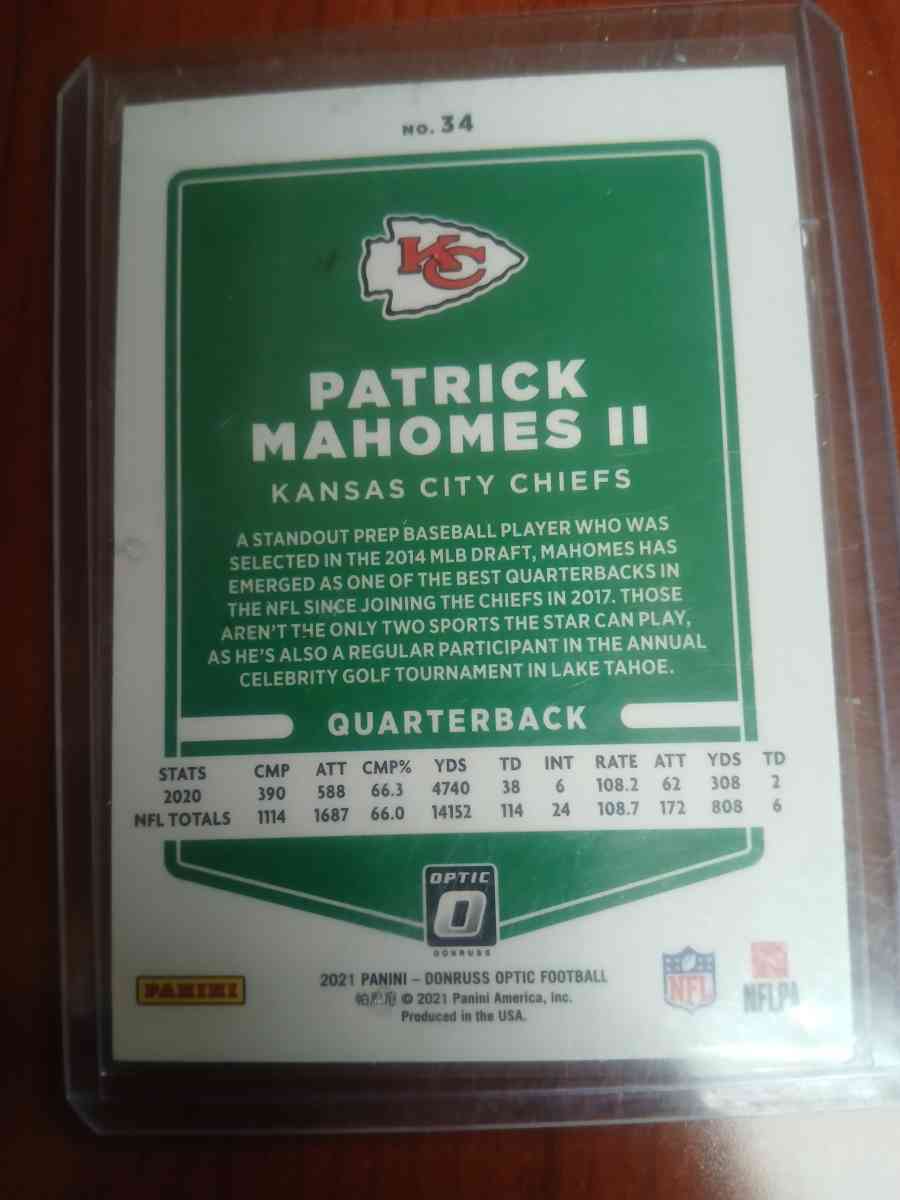 NO. 34
KC
PATRICK
MAHOMES II
KANSAS CITY CHIEFS
A STANDOUT PREP BASEBALL PLAYER WHO WAS
SELECTED IN THE 2014 MLB DRAFT, MAHOMES HAS
EMERGED AS ONE OF THE BEST QUARTERBACKS IN
THE NFL SINCE JOINING THE CHIEFS IN 2017. THOSE
AREN'T THE ONLY TWO SPORTS THE STAR CAN PLAY,
AS HE'S ALSO A REGULAR PARTICIPANT IN THE ANNUAL
CELEBRITY GOLF TOURNAMENT IN LAKE TAHOE.
QUARTERBACK
STATS CMP ATT CMP% YDS TD INT RATE ATT YDS TD
2020 390 588 66.3 4740 38 6 108.2 62 308 2
NFL TOTALS 1114 1687 66.0 14152 114 24 108.7 172 808 6
OPTIC
O
DONRUSS
2021 PANINI – DONRUSS OPTIC FOOTBALL
© 2021 Panini America, Inc.
Produced in the USA.
PANINI
NFL
NFLPA